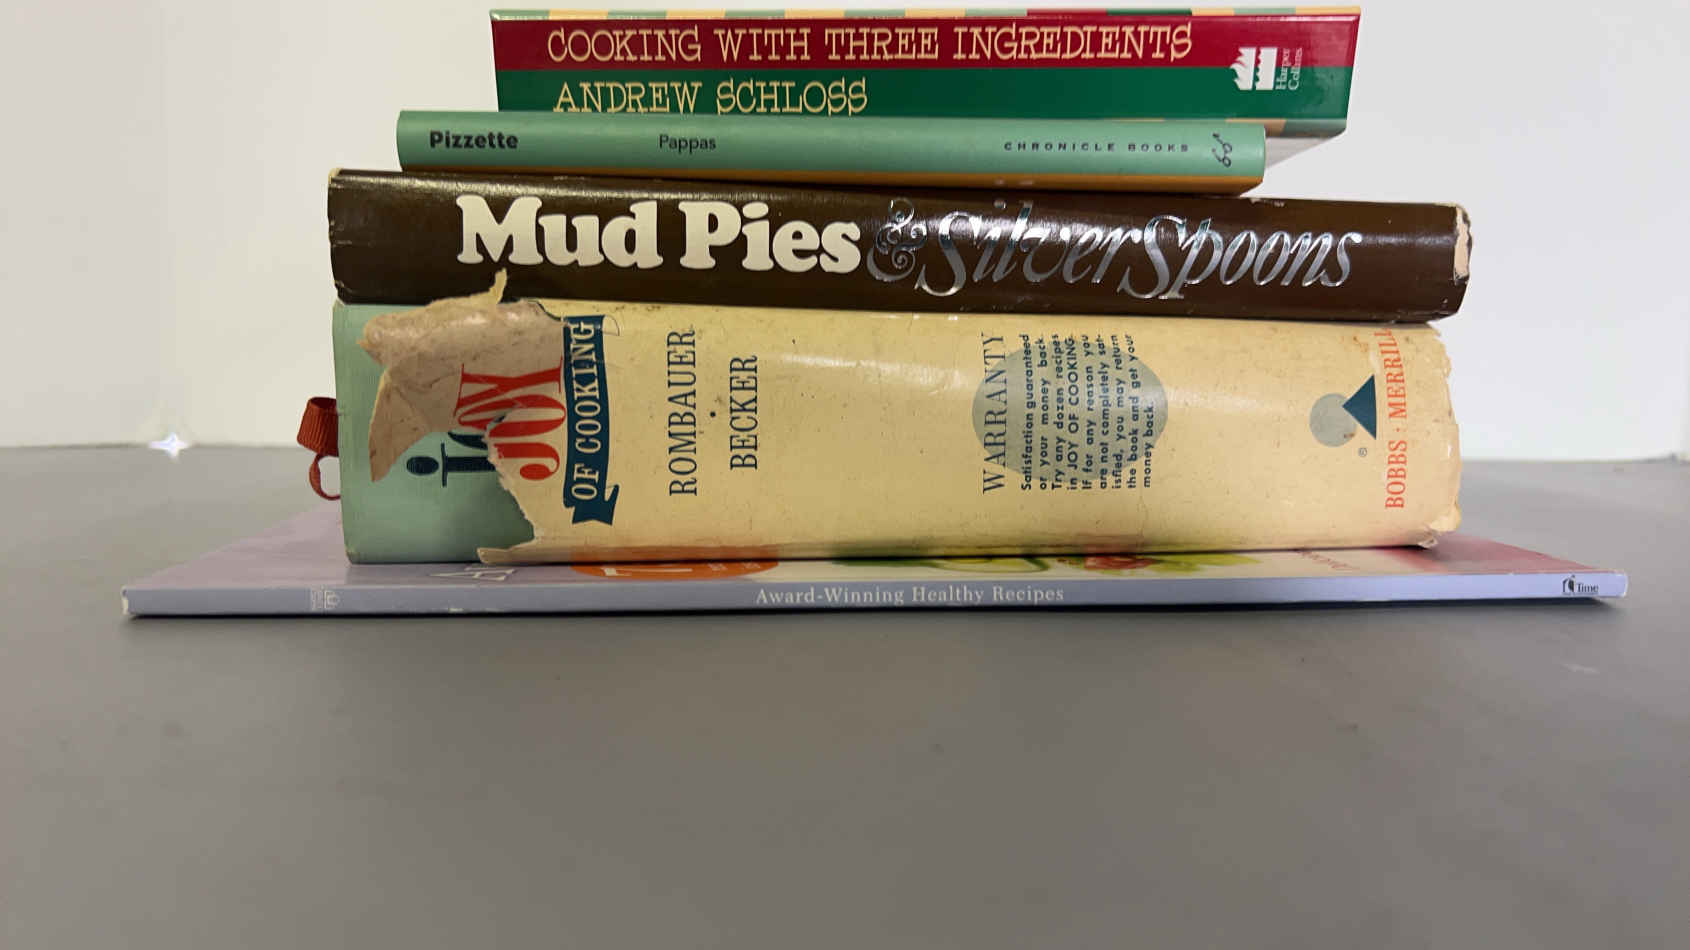 COOKING WITH THREE INGREDIENTS
ANDREW SCHLOSS
Harper
Collins
Pizzette Pappas CHRONICLE BOOKS
Mud Pies & Silver Spoons
JOY
OF COOKING
ROMBAUER
BECKER
WARRANTY
Satisfaction guaranteed
or your money back.
Try any dozen recipes
in JOY OF COOKING.
If for any reason you
are not completely sat-
isfied, you may return
the book and get your
money back.
®
BOBBS · MERRILL
Award-Winning Healthy Recipes
Time